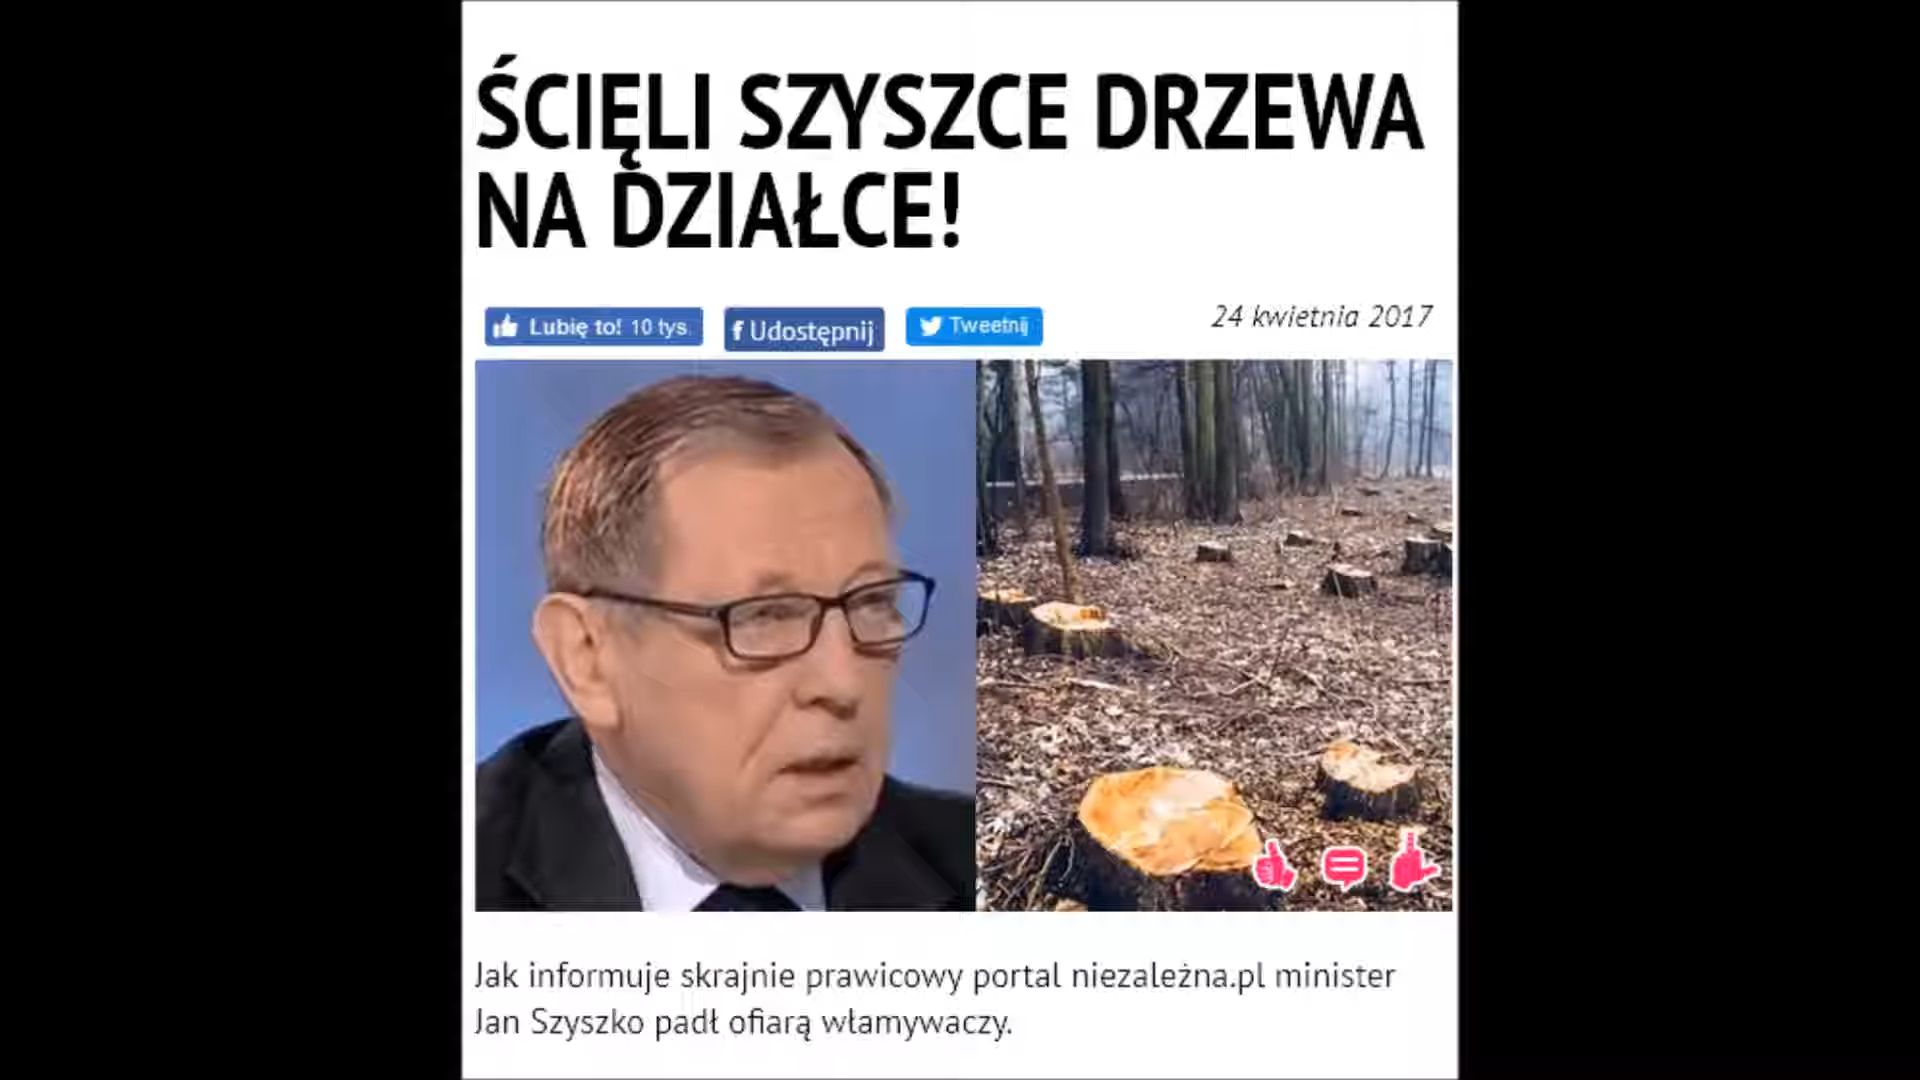 ŚCIĘLI SZYSZCE DRZEWA
NA DZIAŁCE!
Lubię to! 10 tys.
f Udostępnij
Tweetnij
24 kwietnia 2017
Jak informuje skrajnie prawicowy portal niezależna.pl minister
Jan Szyszko padł ofiarą włamywaczy.